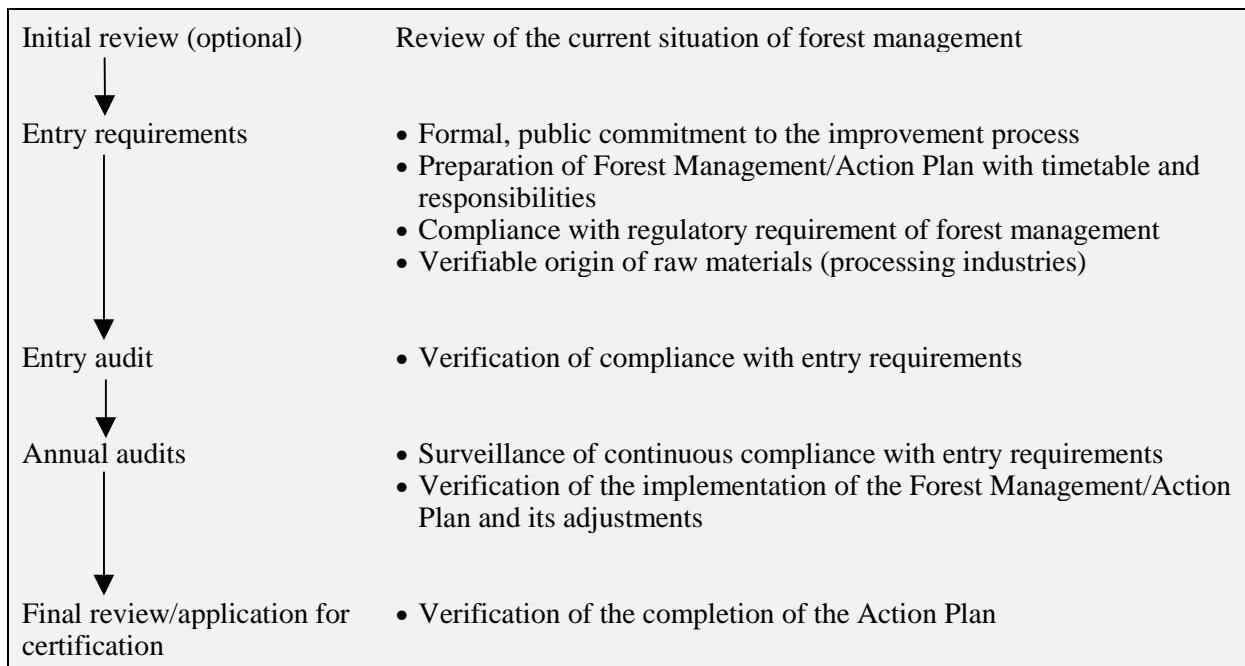 Initial review (optional) Review of the current situation of forest management
Entry requirements • Formal, public commitment to the improvement process
• Preparation of Forest Management/Action Plan with timetable and
responsibilities
• Compliance with regulatory requirement of forest management
• Verifiable origin of raw materials (processing industries)
Entry audit • Verification of compliance with entry requirements
Annual audits • Surveillance of continuous compliance with entry requirements
• Verification of the implementation of the Forest Management/Action
Plan and its adjustments
Final review/application for • Verification of the completion of the Action Plan
certification